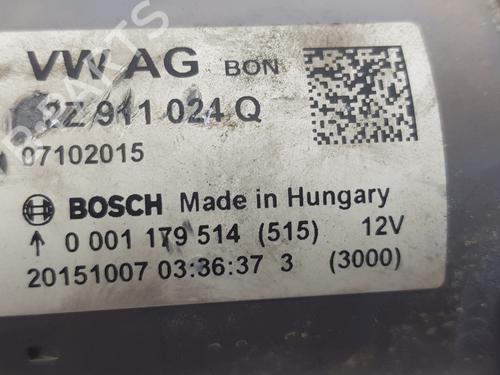 VW AG BON
2Z 911 024 Q
07102015
BOSCH Made in Hungary
↑ 0 001 179 514 (515) 12V
20151007 03:36:37 3 (3000)